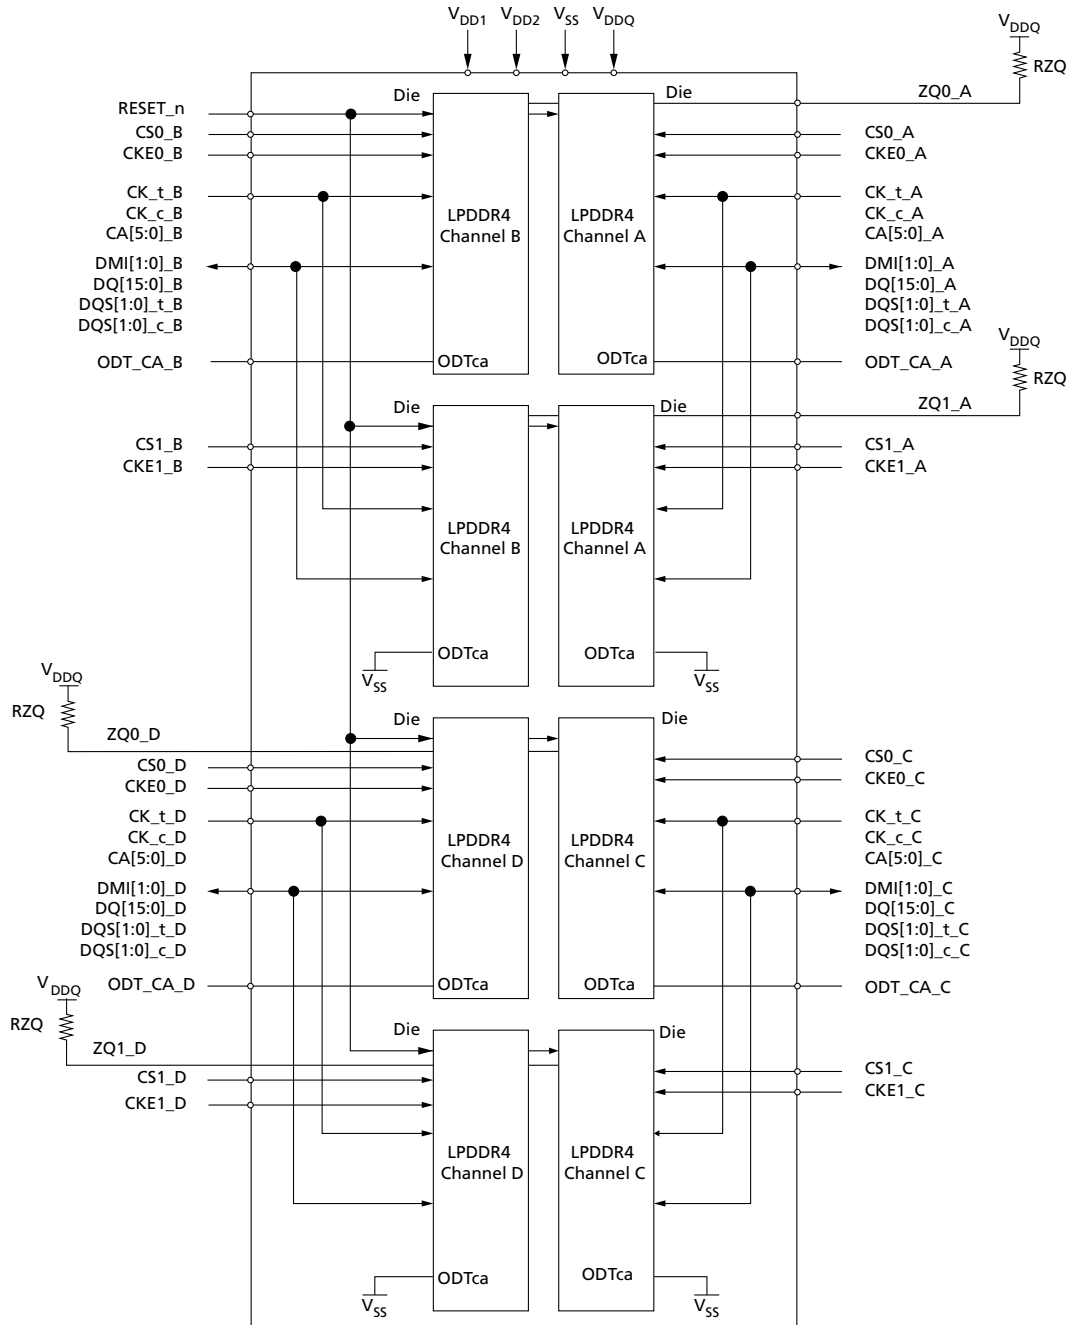 VDD1 VDD2 VSS VDDQ
VDDQ
RZQ
ZQ0_A
Die Die
RESET_n
CS0_B CS0_A
CKE0_B CKE0_A
CK_t_B CK_t_A
CK_c_B LPDDR4 LPDDR4 CK_c_A
CA[5:0]_B Channel B Channel A CA[5:0]_A
DMI[1:0]_B DMI[1:0]_A
DQ[15:0]_B DQ[15:0]_A
DQS[1:0]_t_B DQS[1:0]_t_A
DQS[1:0]_c_B DQS[1:0]_c_A
VDDQ
ODT_CA_B ODTca ODTca ODT_CA_A
RZQ
ZQ1_A
Die Die
CS1_B CS1_A
CKE1_B CKE1_A
LPDDR4 LPDDR4
Channel B Channel A
ODTca ODTca
VSS VSS
VDDQ
RZQ
Die Die
ZQ0_D
CS0_D CS0_C
CKE0_D CKE0_C
CK_t_D CK_t_C
CK_c_D LPDDR4 LPDDR4 CK_c_C
CA[5:0]_D Channel D Channel C CA[5:0]_C
DMI[1:0]_D DMI[1:0]_C
DQ[15:0]_D DQ[15:0]_C
DQS[1:0]_t_D DQS[1:0]_t_C
DQS[1:0]_c_D DQS[1:0]_c_C
ODT_CA_D ODTca ODTca ODT_CA_C
VDDQ
RZQ
Die Die
ZQ1_D
CS1_D CS1_C
CKE1_D CKE1_C
LPDDR4 LPDDR4
Channel D Channel C
ODTca ODTca
VSS VSS